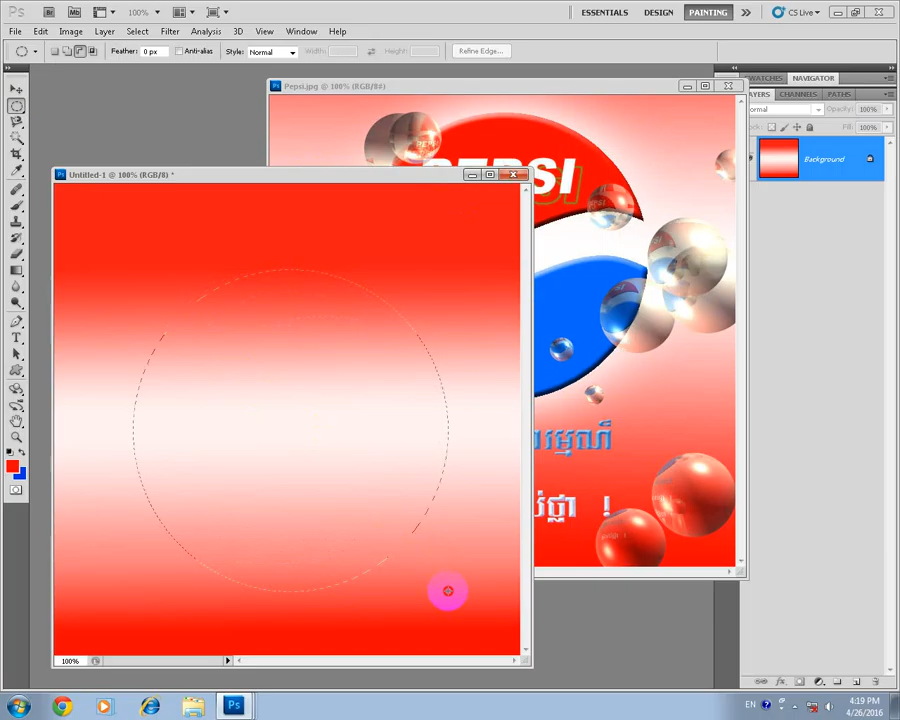 Ps Br Mb 100% ESSENTIALS DESIGN PAINTING CS Live
File Edit Image Layer Select Analysis Filter 3D View Window Help
Feather: 0 px Anti-alias Style: Normal Width: Height: Refine Edge...
Pepsi.jpg @ 100% (RGB/8#)
SWATCHES NAVIGATOR
CHANNELS PATHS
Opacity: 100%
Fill: 100%
Background
PEPSI
Untitled-1 @ 100% (RGB/8) *
100%
EN
4:19 PM
4/26/2016